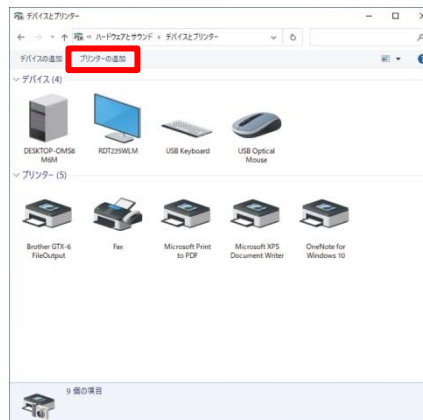 デバイスとプリンター
« ハードウェアとサウンド › デバイスとプリンター
デバイスの追加 プリンターの追加
デバイス (4)
DESKTOP-OMS8
M6M
RDT235WLM
USB Keyboard
USB Optical
Mouse
プリンター (5)
Brother GTX-6
FileOutput
Fax
Microsoft Print
to PDF
Microsoft XPS
Document Writer
OneNote for
Windows 10
9 個の項目